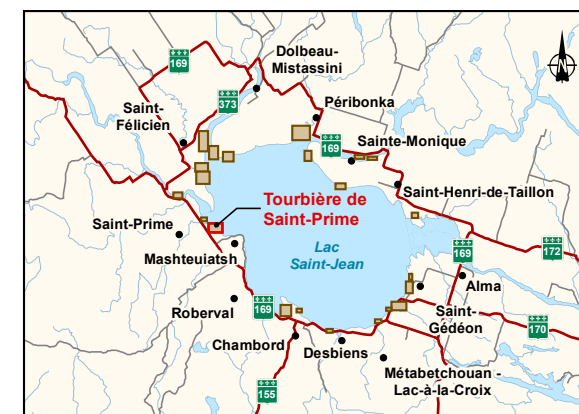 Dolbeau-
Mistassini
169
373
Péribonka
Saint-
Félicien
169
Sainte-Monique
Saint-Henri-de-Taillon
Tourbière de
Saint-Prime
Saint-Prime
Mashteuiatsh
Lac
Saint-Jean
169
172
Alma
Roberval
169
Saint-
Gédéon
170
Chambord
Desbiens
Métabetchouan -
Lac-à-la-Croix
155